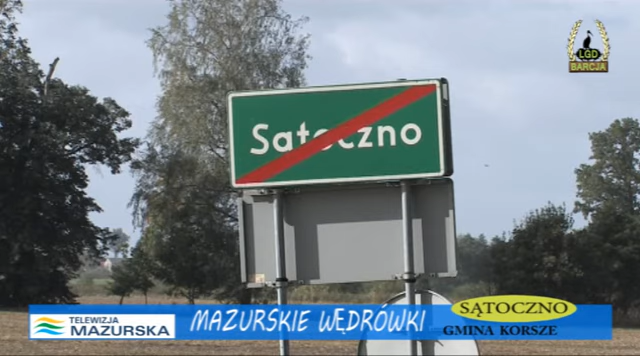 LGD
BARCJA
Sątoczno
TELEWIZJA
MAZURSKA
MAZURSKIE WĘDRÓWKI
SĄTOCZNO
GMINA KORSZE